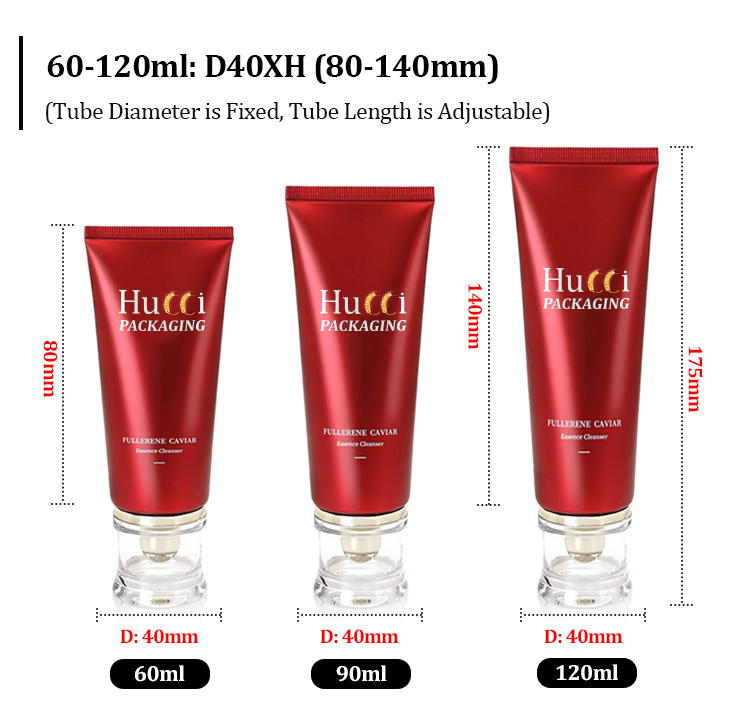 60-120ml: D40XH (80-140mm)
(Tube Diameter is Fixed, Tube Length is Adjustable)
80mm
Hucci
PACKAGING
FULLERENE CAVIAR
Essence Cleanser
Hucci
PACKAGING
FULLERENE CAVIAR
Essence Cleanser
140mm
Hucci
PACKAGING
FULLERENE CAVIAR
Essence Cleanser
175mm
D: 40mm
D: 40mm
D: 40mm
60ml
90ml
120ml